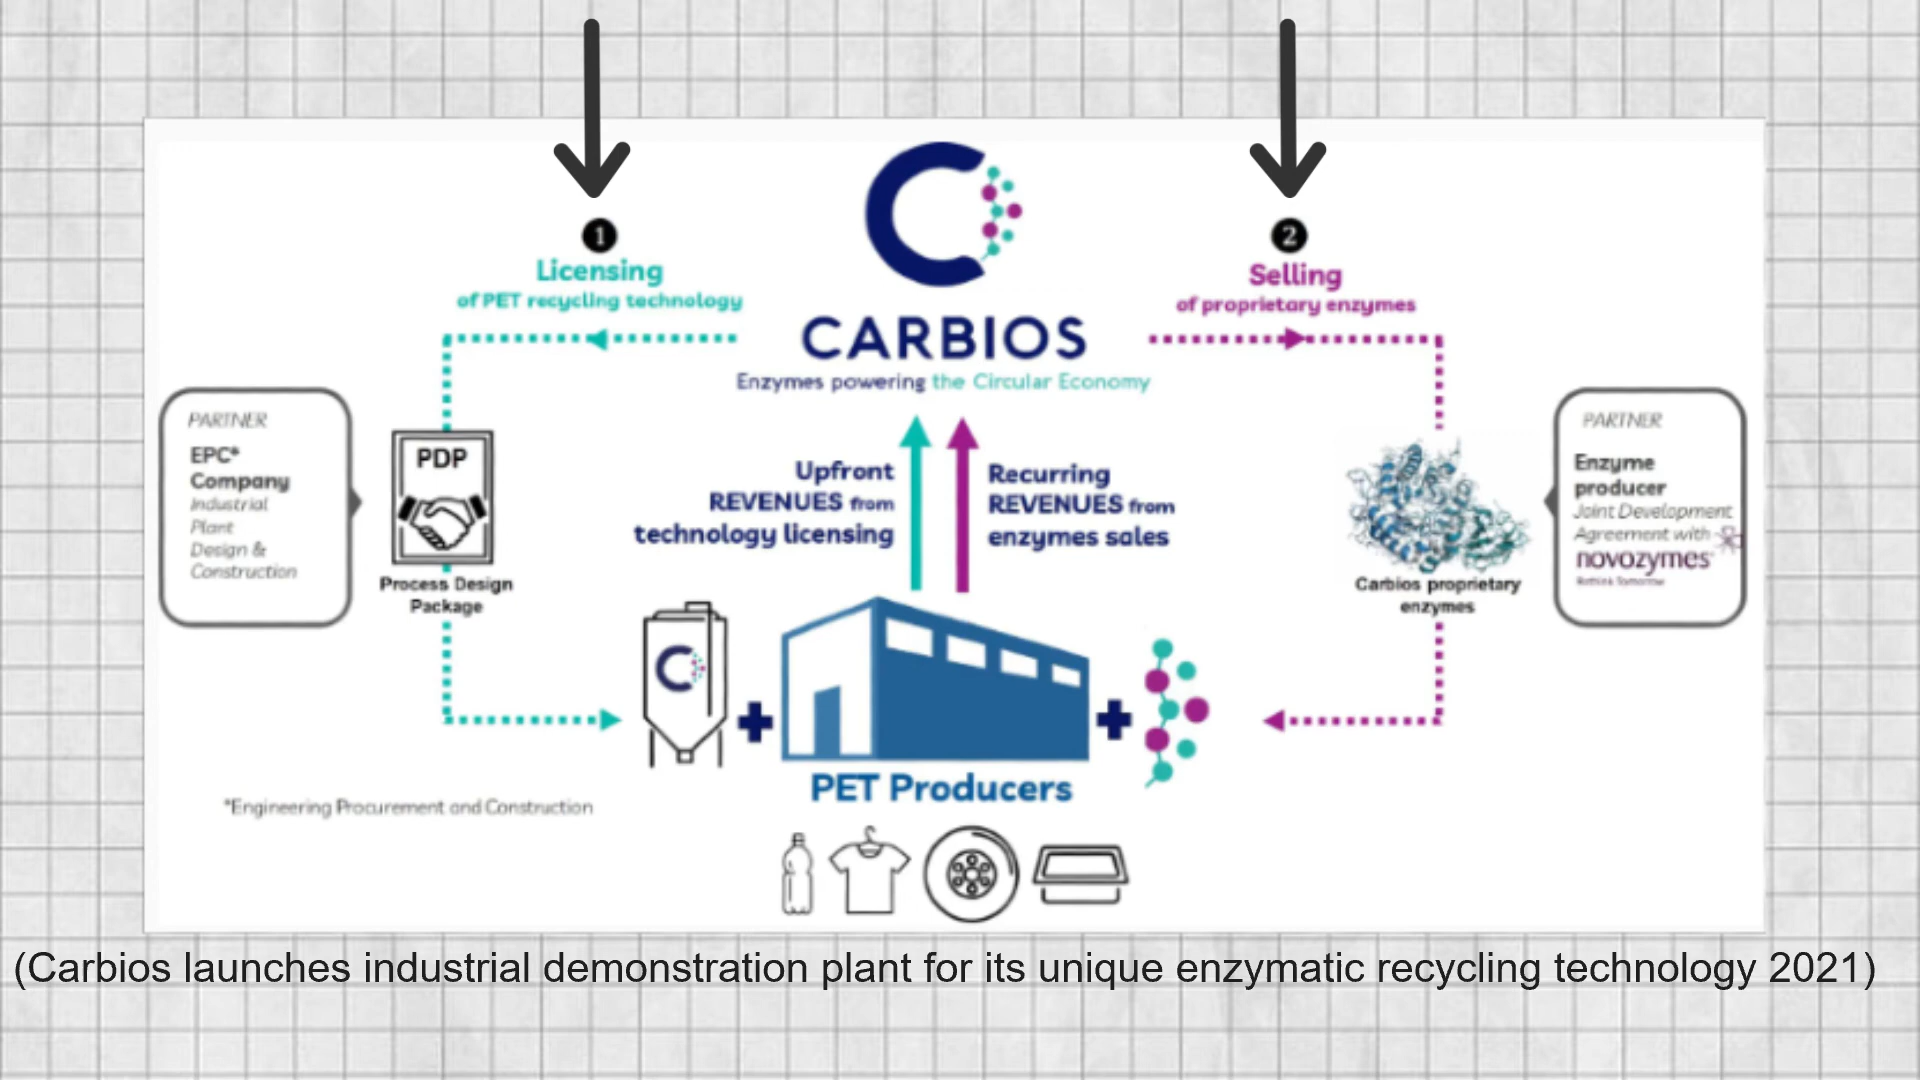 1
Licensing
of PET recycling technology
CARBIOS
Enzymes powering the Circular Economy
2
Selling
of proprietary enzymes
PARTNER
EPC*
Company
Industrial
Plant
Design &
Construction
PDP
Process Design
Package
Upfront
REVENUES from
technology licensing
Recurring
REVENUES from
enzymes sales
Carbios proprietary
enzymes
PARTNER
Enzyme
producer
Joint Development
Agreement with
novozymes
Rethink Tomorrow
PET Producers
*Engineering Procurement and Construction
(Carbios launches industrial demonstration plant for its unique enzymatic recycling technology 2021)